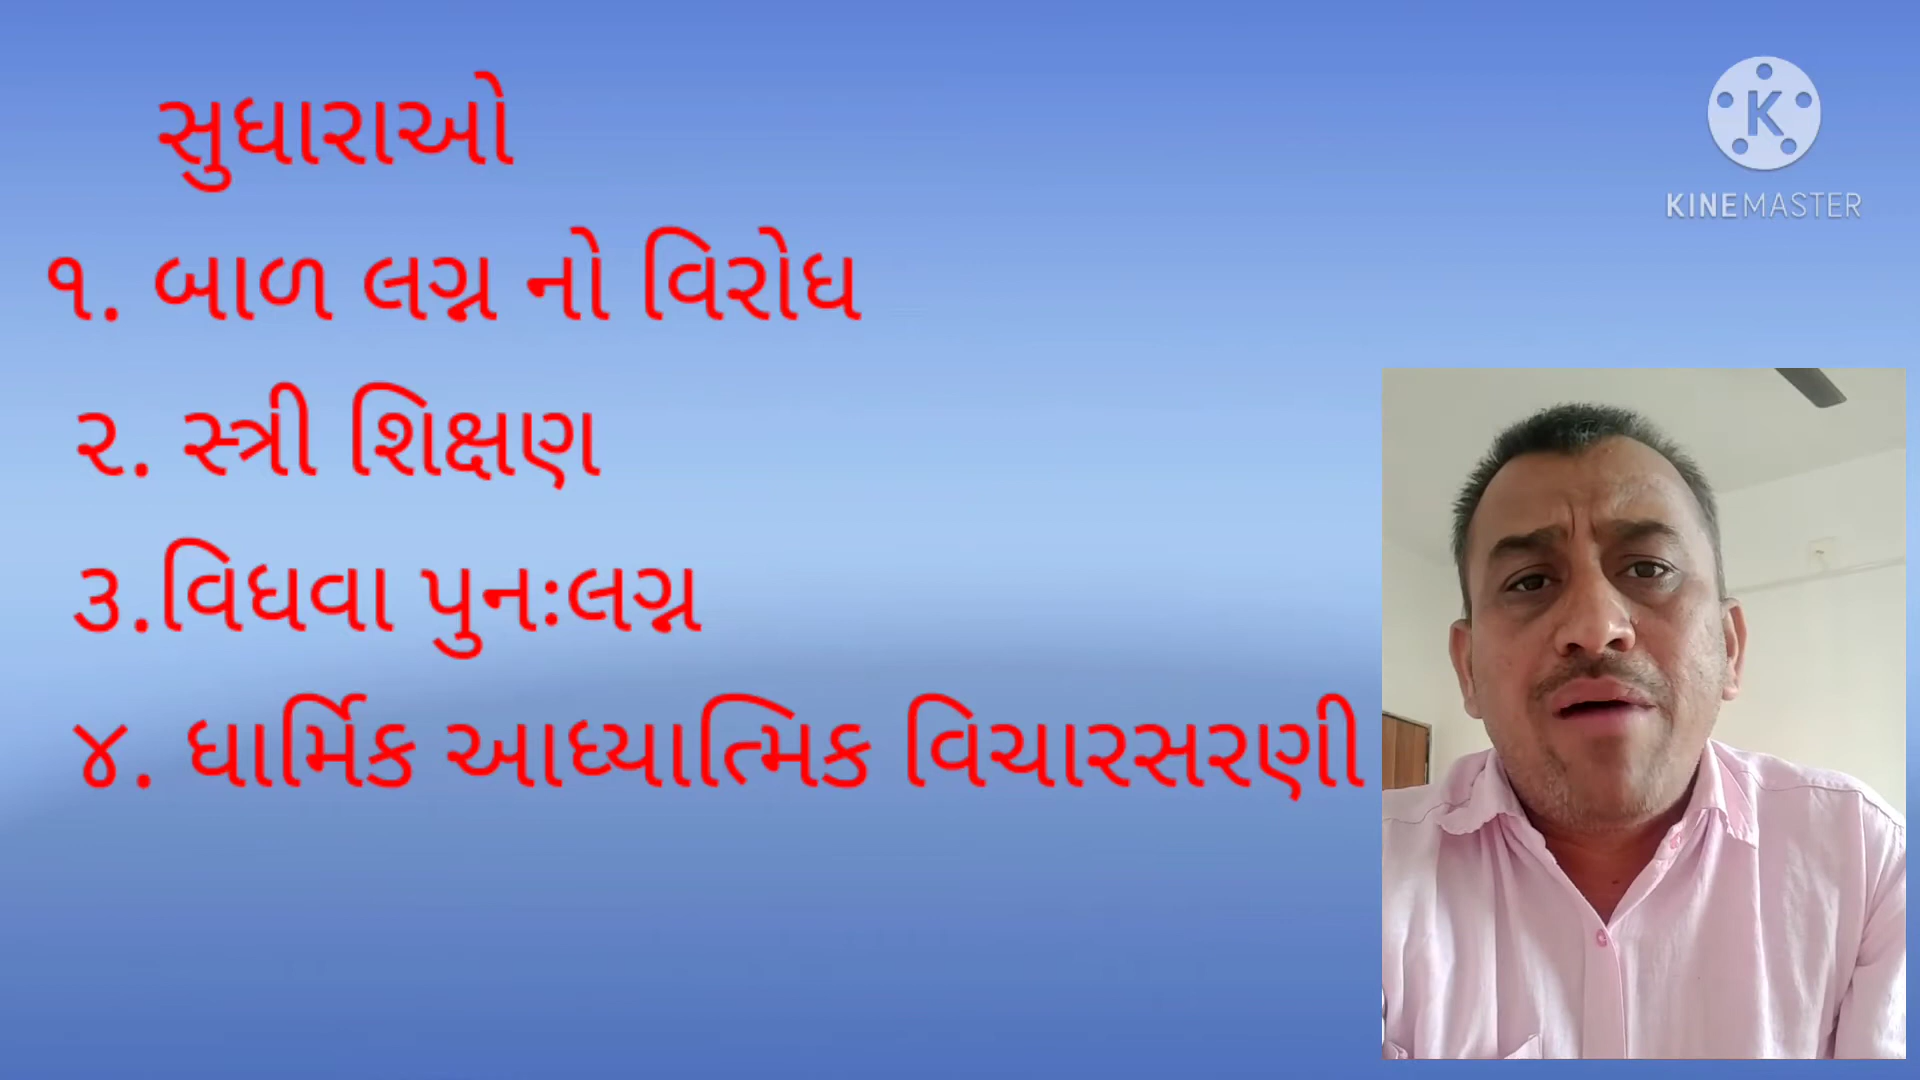 સુધારાઓ
૧. બાળ લગ્ન નો વિરોધ
૨. સ્ત્રી શિક્ષણ
૩.વિધવા પુનઃલગ્ન
૪. ધાર્મિક આધ્યાત્મિક વિચારસરણી
K
KINEMASTER